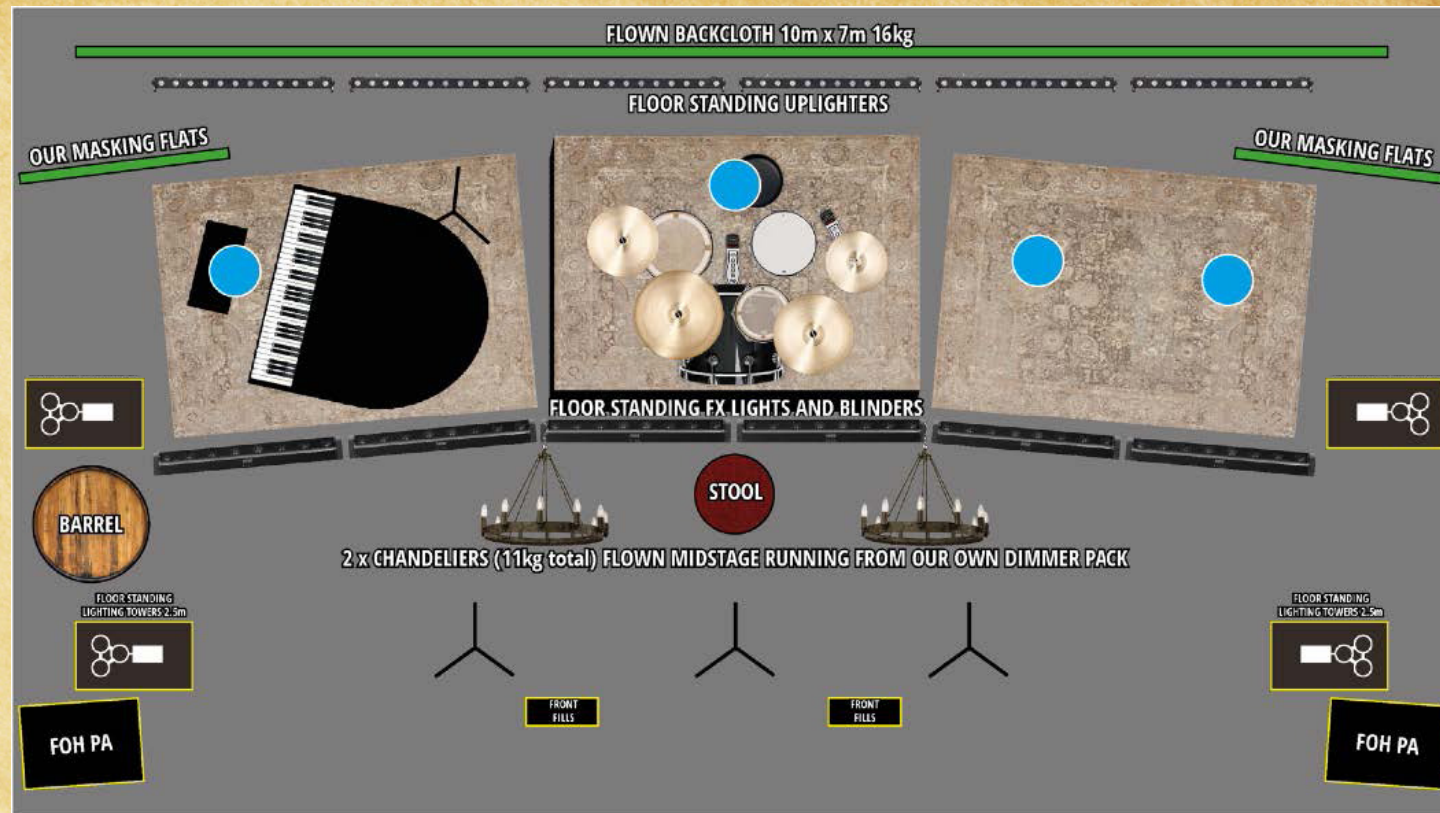 FLOWN BACKCLOTH 10m x 7m 16kg
FLOOR STANDING UPLIGHTERS
OUR MASKING FLATS
OUR MASKING FLATS
FLOOR STANDING FX LIGHTS AND BLINDERS
STOOL
BARREL
2 x CHANDELIERS (11kg total) FLOWN MIDSTAGE RUNNING FROM OUR OWN DIMMER PACK
FLOOR STANDING
LIGHTING TOWERS 2.5m
FLOOR STANDING
LIGHTING TOWERS 2.5m
FRONT
FILLS
FRONT
FILLS
FOH PA
FOH PA